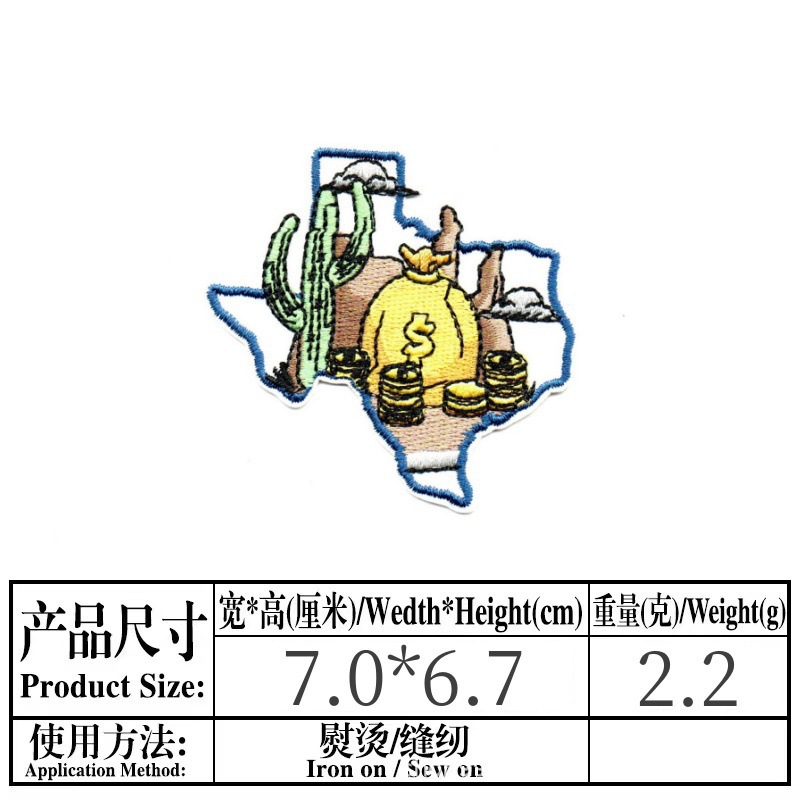 $
产品尺寸
Product Size:
宽*高(厘米)/Wedth*Height(cm)
重量(克)/Weight(g)
7.0*6.7
2.2
使用方法:
Application Method:
熨烫/缝纫
Iron on / Sew on